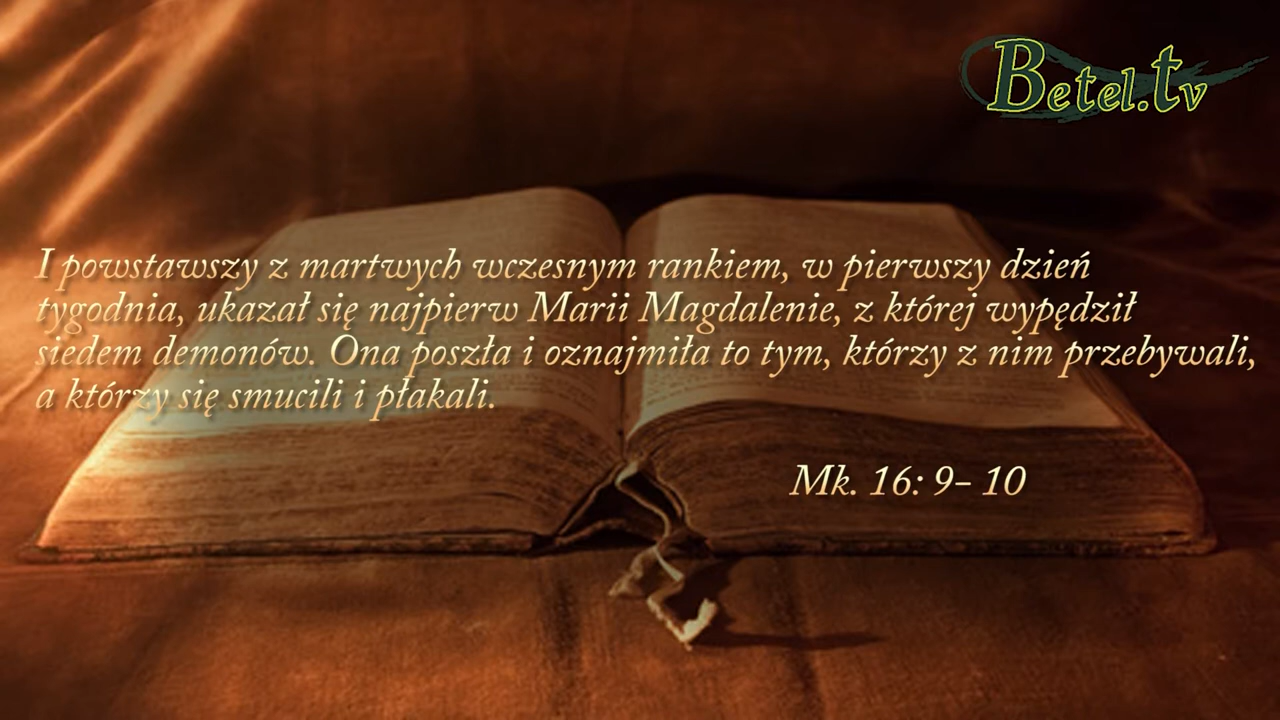 Betel.tv
I powstawszy z martwych wczesnym rankiem, w pierwszy dzień
tygodnia, ukazał się najpierw Marii Magdalenie, z której wypędził
siedem demonów. Ona poszła i oznajmiła to tym, którzy z nim przebywali,
a którzy się smucili i płakali.
Mk. 16: 9- 10